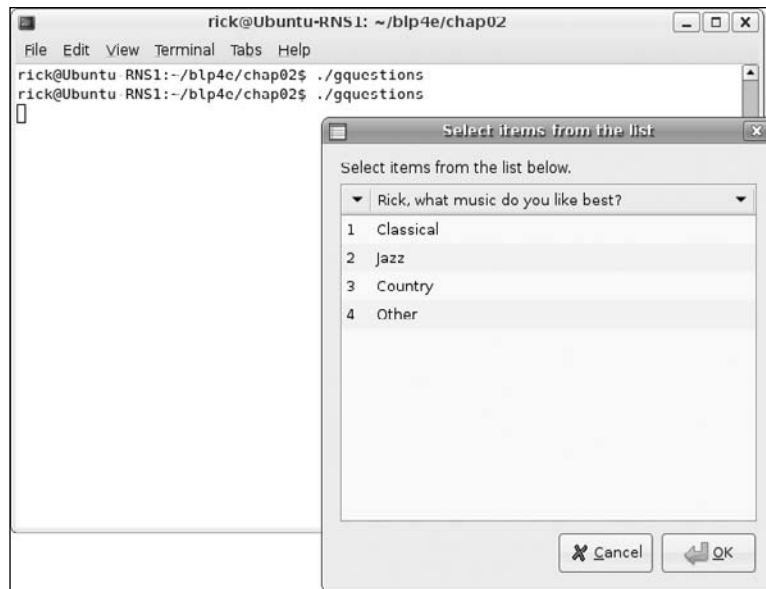 rick@Ubuntu-RNS1: ~/blp4e/chap02
File Edit View Terminal Tabs Help
rick@Ubuntu-RNS1:~/blp4e/chap02$ ./gquestions
rick@Ubuntu-RNS1:~/blp4e/chap02$ ./gquestions
Select items from the list
Select items from the list below.
Rick, what music do you like best?
1 Classical
2 Jazz
3 Country
4 Other
Cancel OK